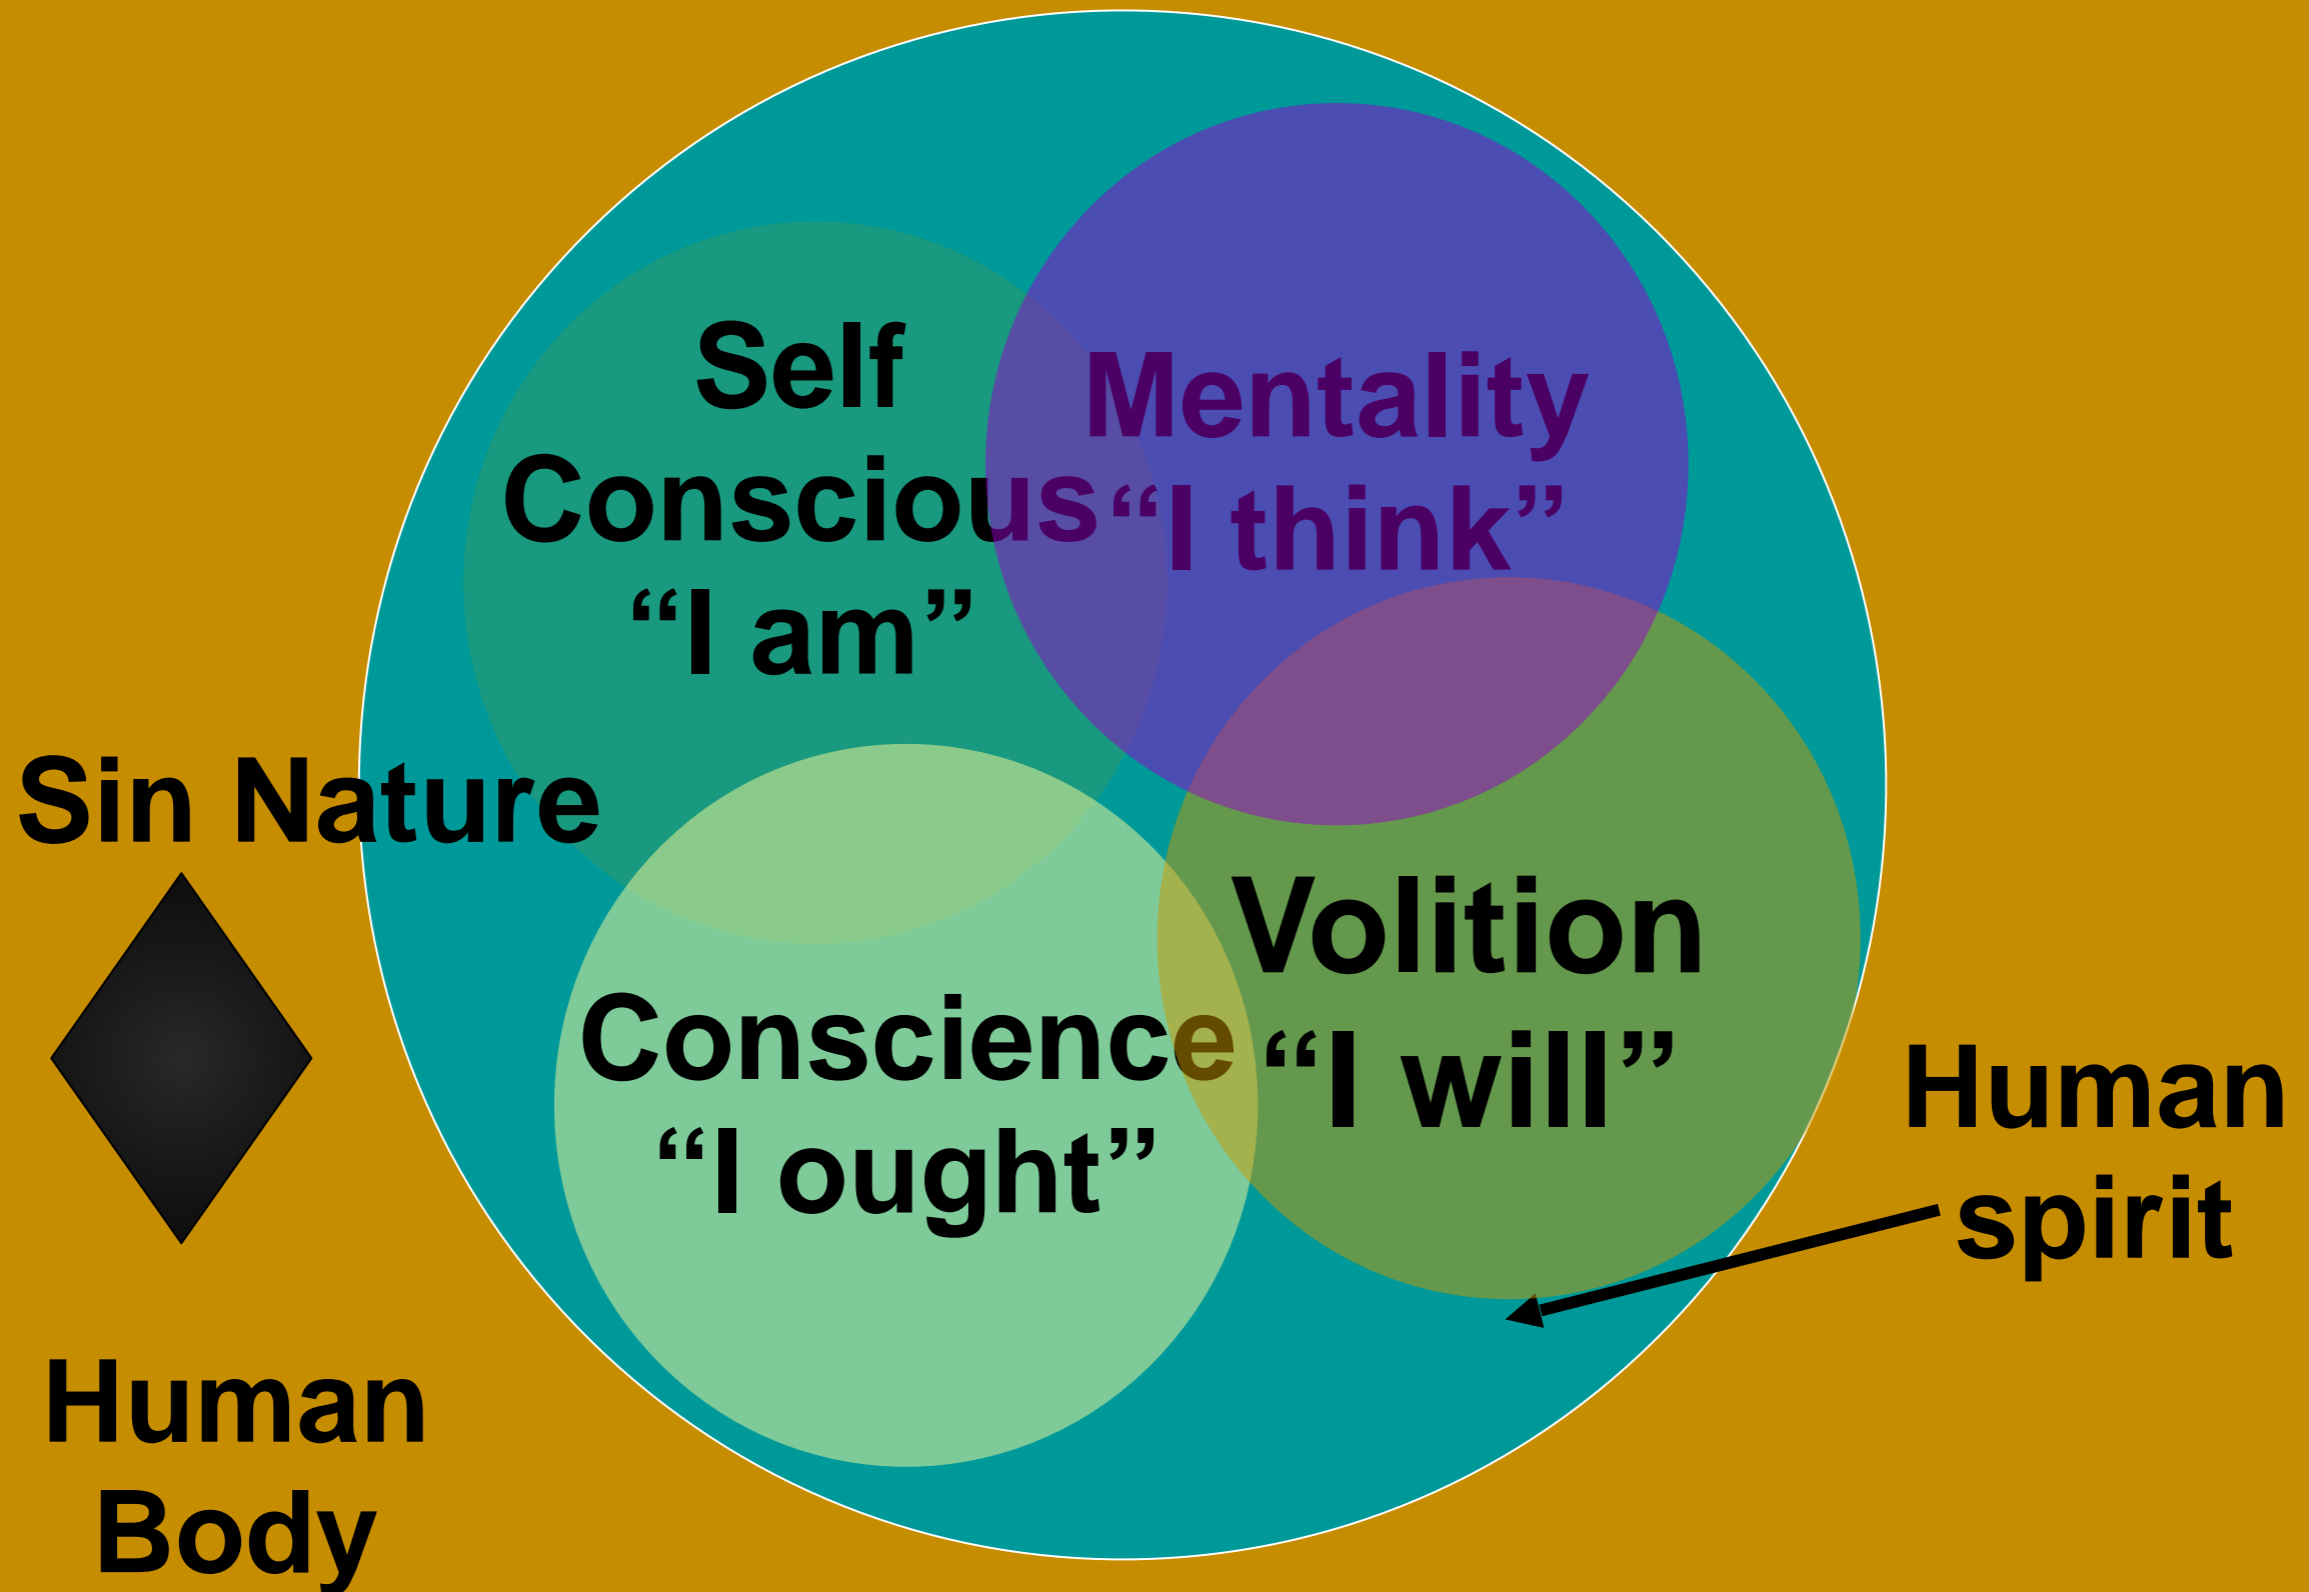 Self
Conscious
“I am”
Mentality
“I think”
Sin Nature
Volition
“I will”
Conscience
“I ought”
Human
spirit
Human
Body